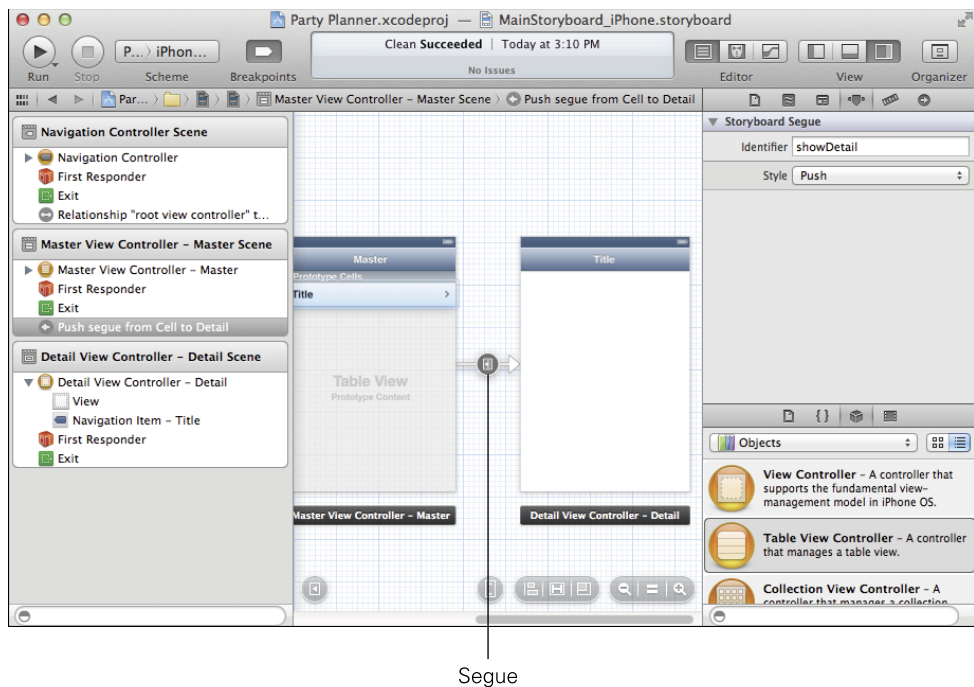 Party Planner.xcodeproj — MainStoryboard_iPhone.storyboard
P... iPhon...
Clean Succeeded | Today at 3:10 PM
No Issues
Run Stop Scheme Breakpoints Editor View Organizer
Par... Master View Controller – Master Scene Push segue from Cell to Detail
Navigation Controller Scene
Navigation Controller
First Responder
Exit
Relationship "root view controller" t...
Master View Controller – Master Scene
Master View Controller – Master
First Responder
Exit
Push segue from Cell to Detail
Detail View Controller – Detail Scene
Detail View Controller – Detail
View
Navigation Item – Title
First Responder
Exit
Master
Prototype Cells
Title
Table View
Prototype Content
Master View Controller – Master
Title
Detail View Controller – Detail
Storyboard Segue
Identifier showDetail
Style Push
{}
Objects
View Controller – A controller that
supports the fundamental view-
management model in iPhone OS.
Table View Controller – A controller
that manages a table view.
Collection View Controller – A
controller that manages a collection
Segue